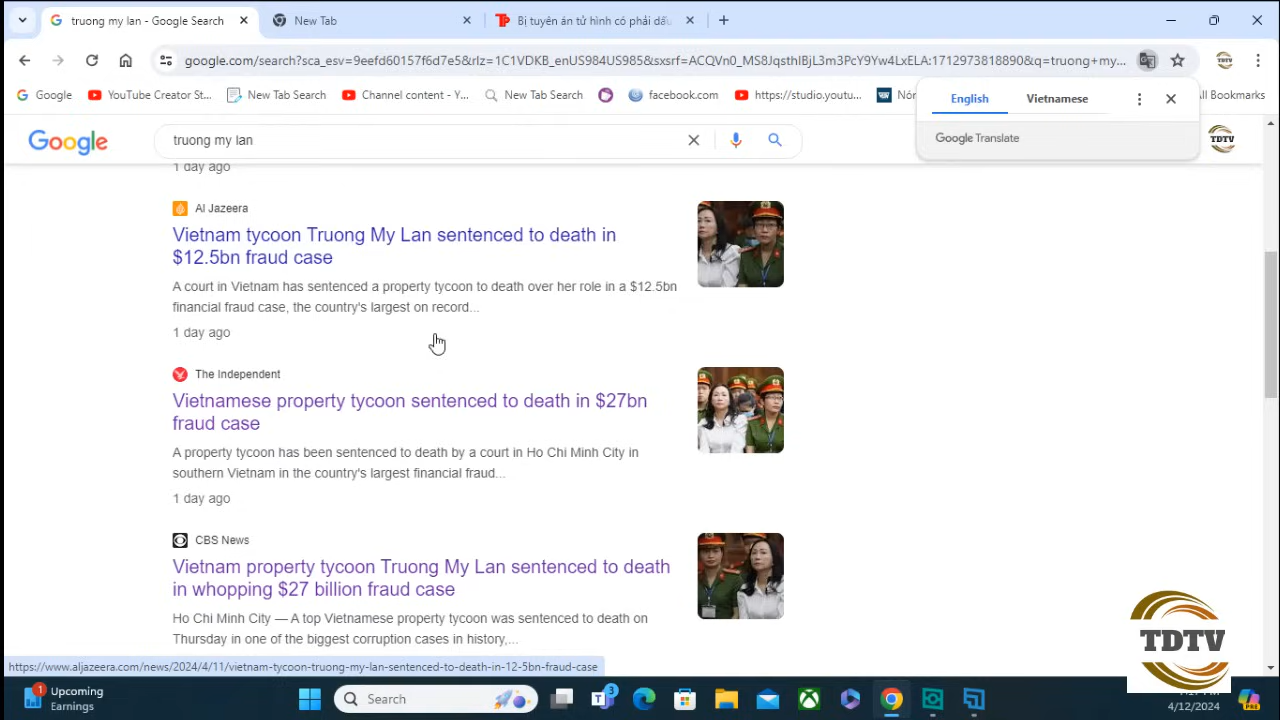 truong my lan - Google Search
New Tab
Bị tuyên án tử hình có phải dấu
google.com/search?sca_esv=9eefd60157f6d7e5&rlz=1C1VDKB_enUS984US985&sxsrf=ACQVn0_MS8JqsthIBjL3m3PcY9Yw4LxELA:1712973818890&q=truong+my...
Google
YouTube Creator St...
New Tab Search
Channel content - Y...
New Tab Search
facebook.com
https://studio.youtu...
All Bookmarks
English
Vietnamese
Google Translate
Google
truong my lan
TDTV
1 day ago
Al Jazeera
Vietnam tycoon Truong My Lan sentenced to death in
$12.5bn fraud case
A court in Vietnam has sentenced a property tycoon to death over her role in a $12.5bn
financial fraud case, the country's largest on record...
1 day ago
The Independent
Vietnamese property tycoon sentenced to death in $27bn
fraud case
A property tycoon has been sentenced to death by a court in Ho Chi Minh City in
southern Vietnam in the country's largest financial fraud...
1 day ago
CBS News
Vietnam property tycoon Truong My Lan sentenced to death
in whopping $27 billion fraud case
Ho Chi Minh City — A top Vietnamese property tycoon was sentenced to death on
Thursday in one of the biggest corruption cases in history,...
https://www.aljazeera.com/news/2024/4/11/vietnam-tycoon-truong-my-lan-sentenced-to-death-in-12-5bn-fraud-case
TDTV
1
Upcoming
Earnings
Search
3
4/12/2024
PRE